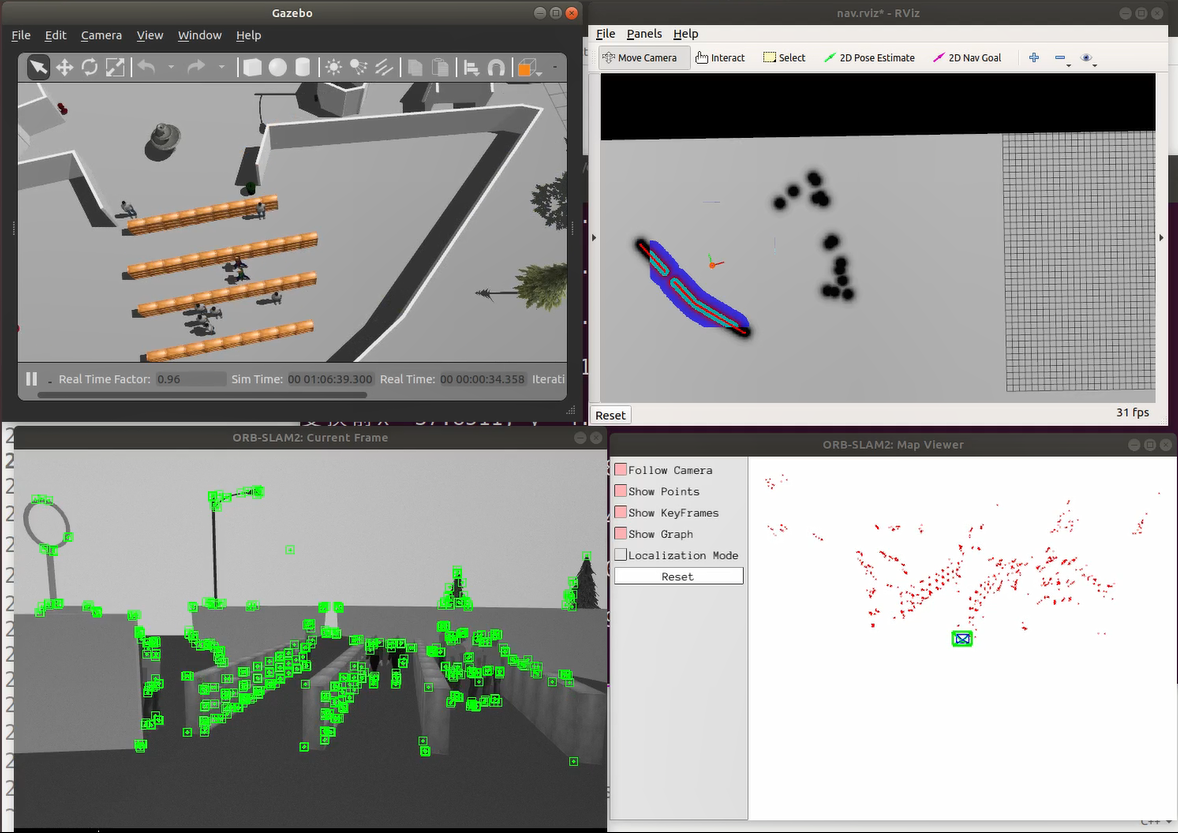 Gazebo
File Edit Camera View Window Help
Real Time Factor: 0.96 Sim Time: 00 01:06:39.300 Real Time: 00 00:00:34.358 Iterati
nav.rviz* - RViz
File Panels Help
Move Camera Interact Select 2D Pose Estimate 2D Nav Goal
Reset 31 fps
ORB-SLAM2: Current Frame
ORB-SLAM2: Map Viewer
Follow Camera
Show Points
Show KeyFrames
Show Graph
Localization Mode
Reset